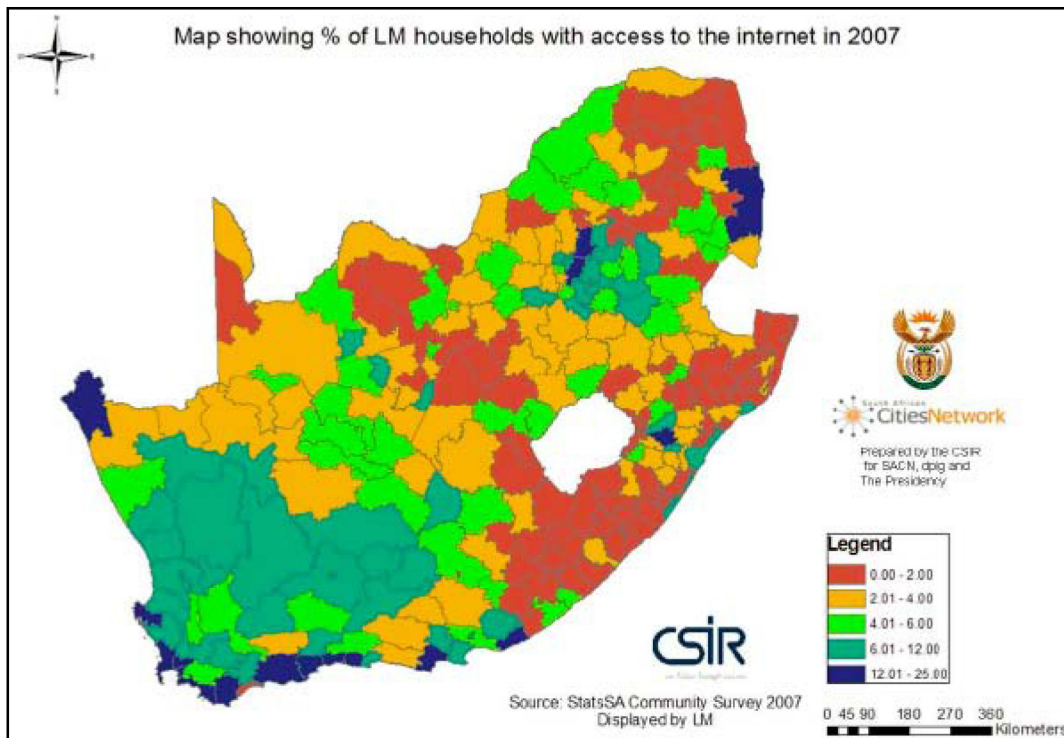 Map showing % of LM households with access to the internet in 2007
South African
CitiesNetwork
Prepared by the CSIR
for SACN, dplg and
The Presidency
Legend
0.00 - 2.00
2.01 - 4.00
4.01 - 6.00
6.01 - 12.00
12.01 - 25.00
CSIR
Source: StatsSA Community Survey 2007
Displayed by LM
0 45 90 180 270 360
Kilometers